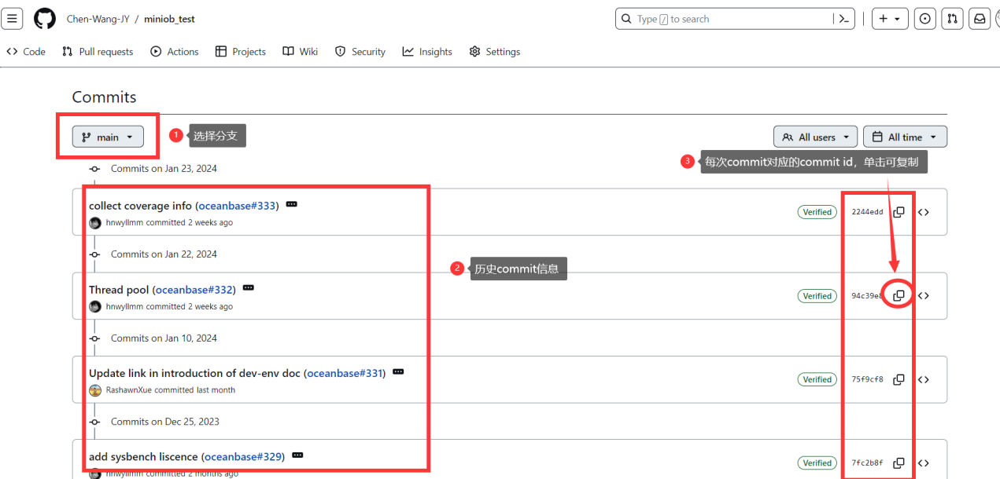 Chen-Wang-JY / miniob_test
Type / to search
Code Pull requests Actions Projects Wiki Security Insights Settings
Commits
main
1 选择分支
All users All time
3 每次commit对应的commit id，单击可复制
Commits on Jan 23, 2024
collect coverage info (oceanbase#333)
hnwyllmm committed 2 weeks ago
Verified 2244edd
Commits on Jan 22, 2024
2 历史commit信息
Thread pool (oceanbase#332)
hnwyllmm committed 2 weeks ago
Verified
Commits on Jan 10, 2024
Update link in introduction of dev-env doc (oceanbase#331)
RashawnXue committed last month
Verified 75f9cf8
Commits on Dec 25, 2023
add sysbench liscence (oceanbase#329)
hnwyllmm committed 2 months ago
Verified 7fc2b8f